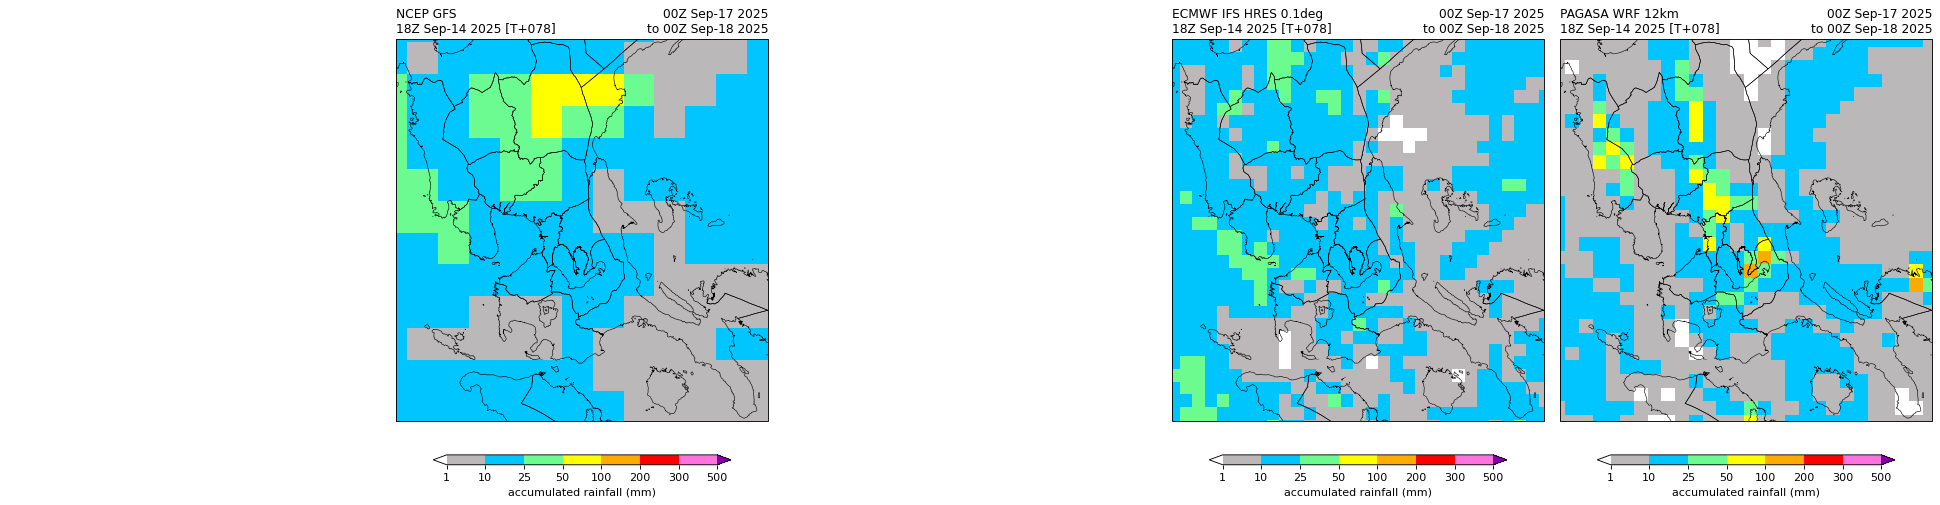 NCEP GFS 00Z Sep-17 2025
18Z Sep-14 2025 [T+078] to 00Z Sep-18 2025
1 10 25 50 100 200 300 500
accumulated rainfall (mm)
ECMWF IFS HRES 0.1deg 00Z Sep-17 2025
18Z Sep-14 2025 [T+078] to 00Z Sep-18 2025
1 10 25 50 100 200 300 500
accumulated rainfall (mm)
PAGASA WRF 12km 00Z Sep-17 2025
18Z Sep-14 2025 [T+078] to 00Z Sep-18 2025
1 10 25 50 100 200 300 500
accumulated rainfall (mm)